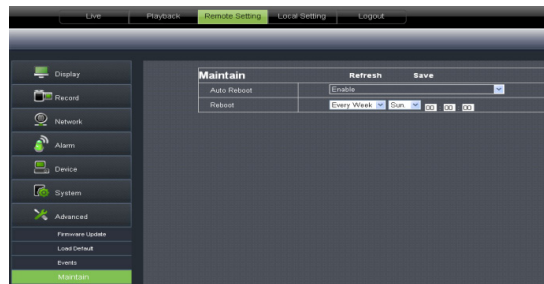 Live Playback Remote Setting Local Setting Logout
Display
Record
Network
Alarm
Device
System
Advanced
Firmware Update
Load Default
Events
Maintain
Maintain Refresh Save
Auto Reboot Enable
Reboot Every Week Sun. 00 : 00 : 00